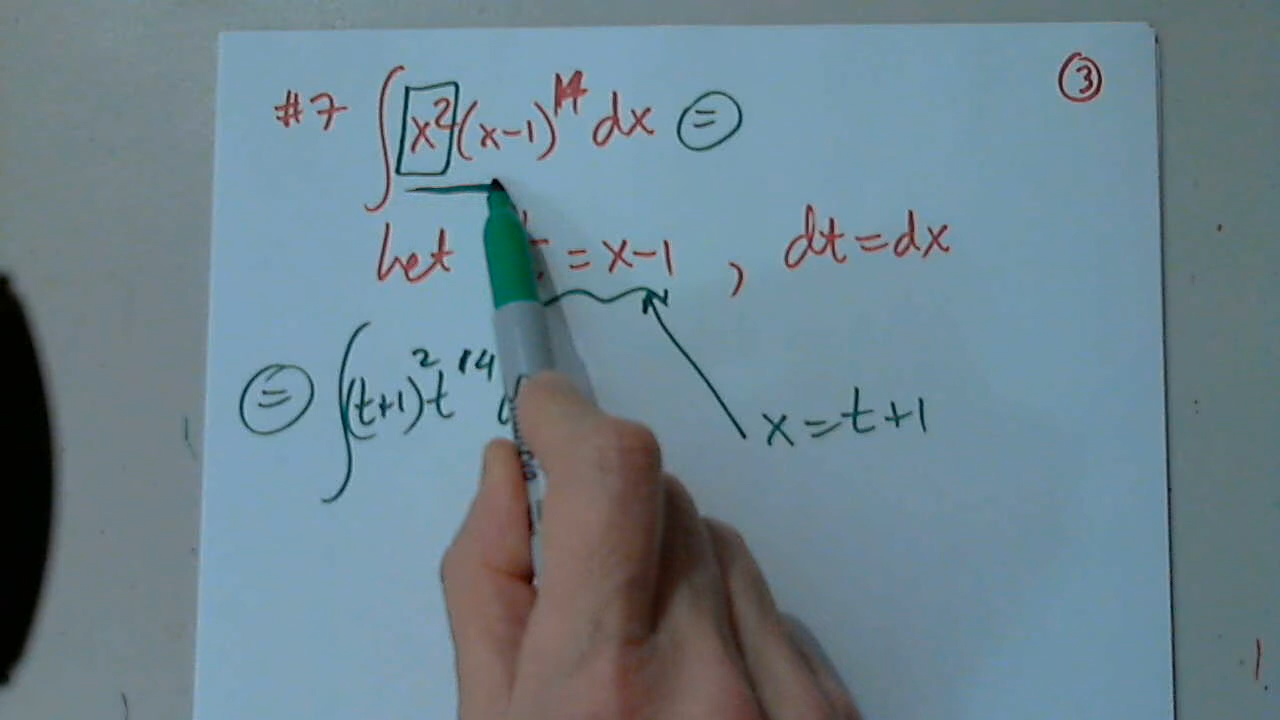 ③
#7 ∫ x²(x-1)¹⁴ dx ⊜
Let t = x-1 , dt = dx
⊜ ∫ (t+1)² t¹⁴
x = t+1